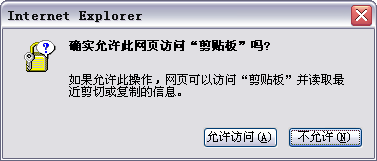 Internet Explorer
确实允许此网页访问“剪贴板”吗?
如果允许此操作，网页可以访问“剪贴板”并读取最
近剪切或复制的信息。
允许访问(A) 不允许(N)